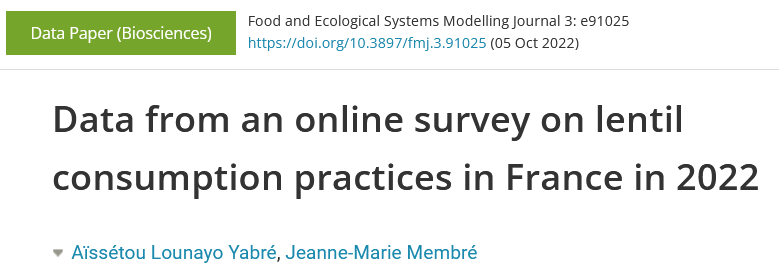 Data Paper (Biosciences)
Food and Ecological Systems Modelling Journal 3: e91025
https://doi.org/10.3897/fmj.3.91025 (05 Oct 2022)
Data from an online survey on lentil
consumption practices in France in 2022
Aïssétou Lounayo Yabré, Jeanne-Marie Membré